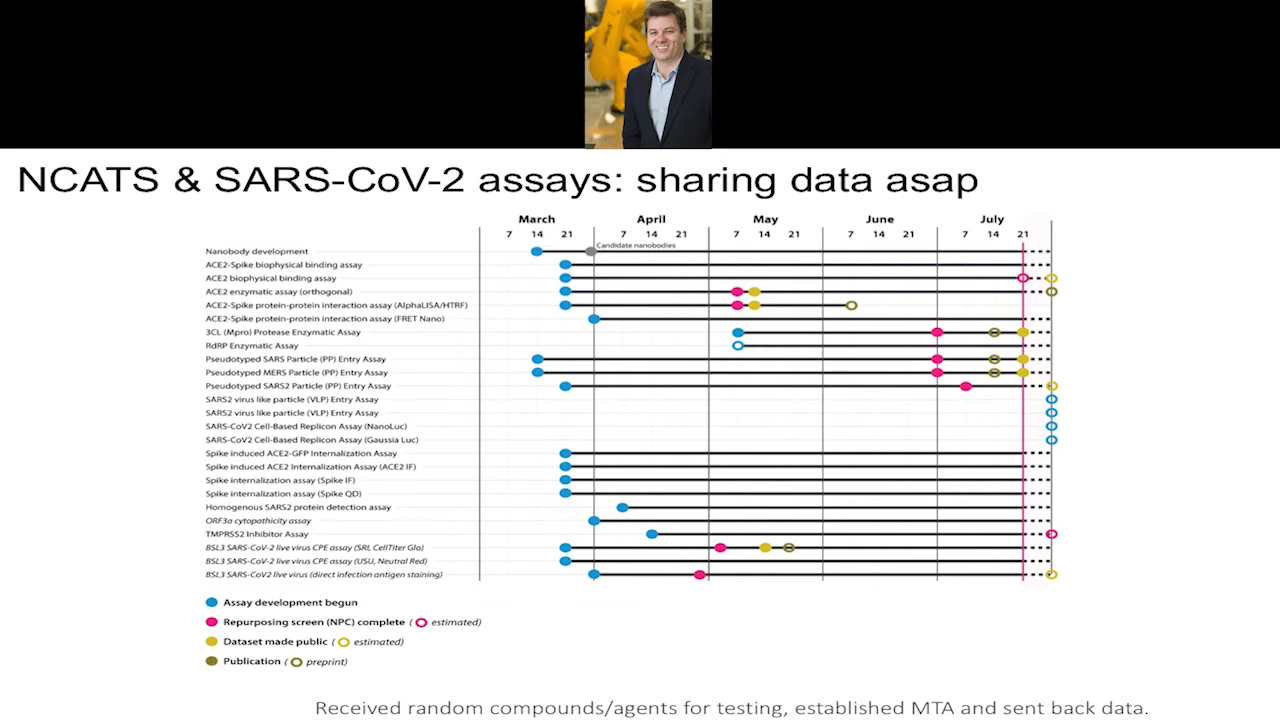 NCATS & SARS-CoV-2 assays: sharing data asap
March April May June July
7 14 21 7 14 21 7 14 21 7 14 21 7 14 21
Candidate nanobodies
Nanobody development
ACE2-Spike biophysical binding assay
ACE2 biophysical binding assay
ACE2 enzymatic assay (orthogonal)
ACE2-Spike protein-protein interaction assay (AlphaLISA/HTRF)
ACE2-Spike protein-protein interaction assay (FRET Nano)
3CL (Mpro) Protease Enzymatic Assay
RdRP Enzymatic Assay
Pseudotyped SARS Particle (PP) Entry Assay
Pseudotyped MERS Particle (PP) Entry Assay
Pseudotyped SARS2 Particle (PP) Entry Assay
SARS2 virus like particle (VLP) Entry Assay
SARS2 virus like particle (VLP) Entry Assay
SARS-CoV2 Cell-Based Replicon Assay (NanoLuc)
SARS-CoV2 Cell-Based Replicon Assay (Gaussia Luc)
Spike induced ACE2-GFP Internalization Assay
Spike induced ACE2 Internalization Assay (ACE2 IF)
Spike internalization assay (Spike IF)
Spike internalization assay (Spike QD)
Homogenous SARS2 protein detection assay
ORF3a cytopathicity assay
TMPRSS2 Inhibitor Assay
BSL3 SARS-CoV-2 live virus CPE assay (SRI, CellTiter Glo)
BSL3 SARS-CoV-2 live virus CPE assay (USU, Neutral Red)
BSL3 SARS-CoV2 live virus (direct infection antigen staining)
Assay development begun
Repurposing screen (NPC) complete ( estimated)
Dataset made public ( estimated)
Publication ( preprint)
Received random compounds/agents for testing, established MTA and sent back data.